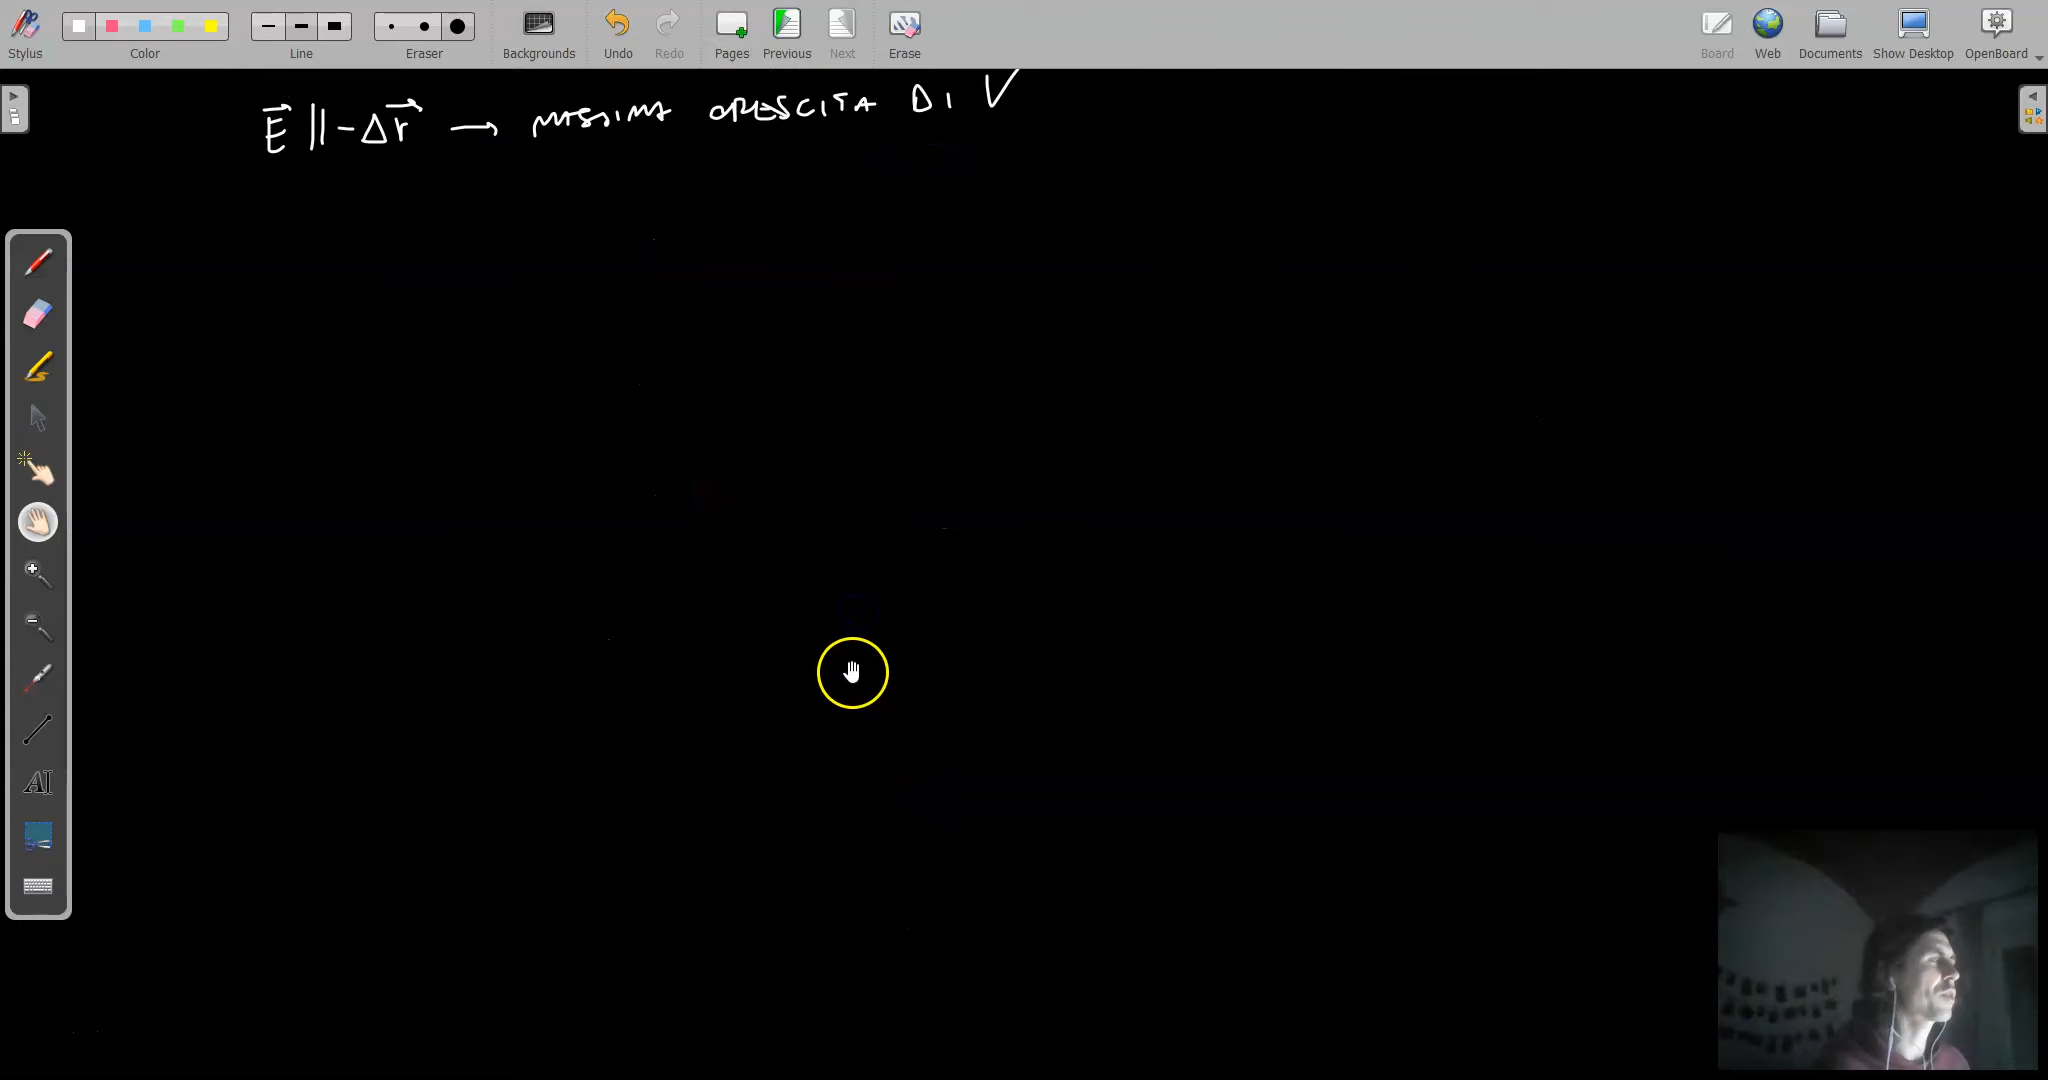 Stylus Color Line Eraser Backgrounds Undo Redo Pages Previous Next Erase Board Web Documents Show Desktop OpenBoard
E⃗ || -Δr⃗ → MASSIMA CRESCITA DI V
AI